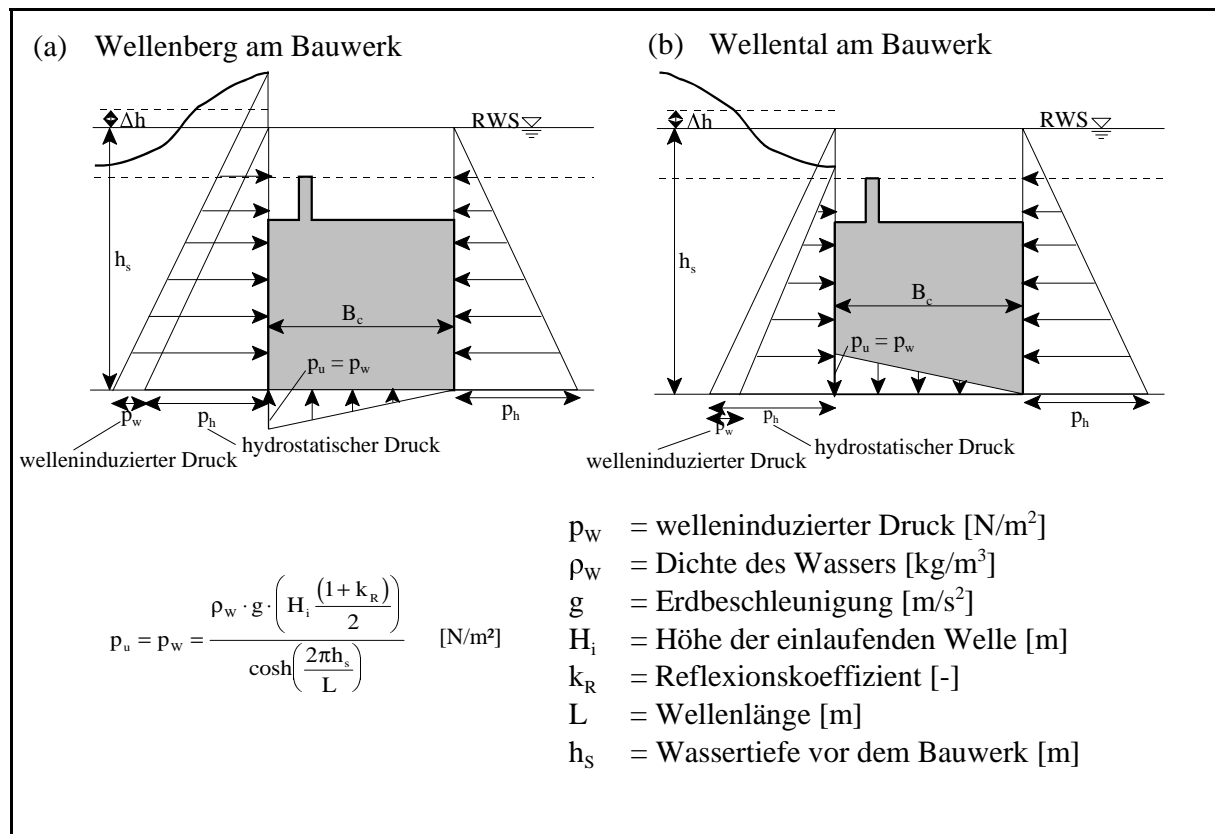 (a) Wellenberg am Bauwerk
Δh
RWS
h_s
B_c
p_u = p_w
p_w
p_h
p_h
hydrostatischer Druck
welleninduzierter Druck
(b) Wellental am Bauwerk
Δh
RWS
h_s
B_c
p_u = p_w
p_h
p_w
p_h
hydrostatischer Druck
welleninduzierter Druck
p_u = p_w = ρ_w · g · (H_i (1 + k_R) / 2) / cosh(2πh_s / L) [N/m²]
p_W = welleninduzierter Druck [N/m²]
ρ_W = Dichte des Wassers [kg/m³]
g = Erdbeschleunigung [m/s²]
H_i = Höhe der einlaufenden Welle [m]
k_R = Reflexionskoeffizient [-]
L = Wellenlänge [m]
h_S = Wassertiefe vor dem Bauwerk [m]